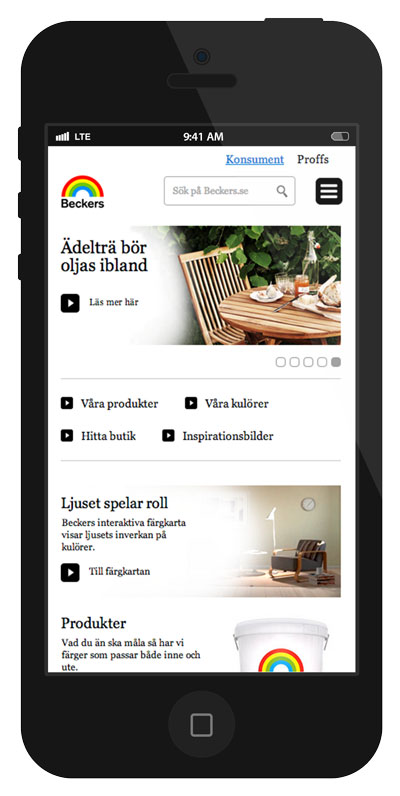 LTE 9:41 AM
Konsument Proffs
Beckers
Sök på Beckers.se
Ädelträ bör
oljas ibland
Läs mer här
Våra produkter Våra kulörer
Hitta butik Inspirationsbilder
Ljuset spelar roll
Beckers interaktiva färgkarta
visar ljusets inverkan på
kulörer.
Till färgkartan
Produkter
Vad du än ska måla så har vi
färger som passar både inne och
ute.